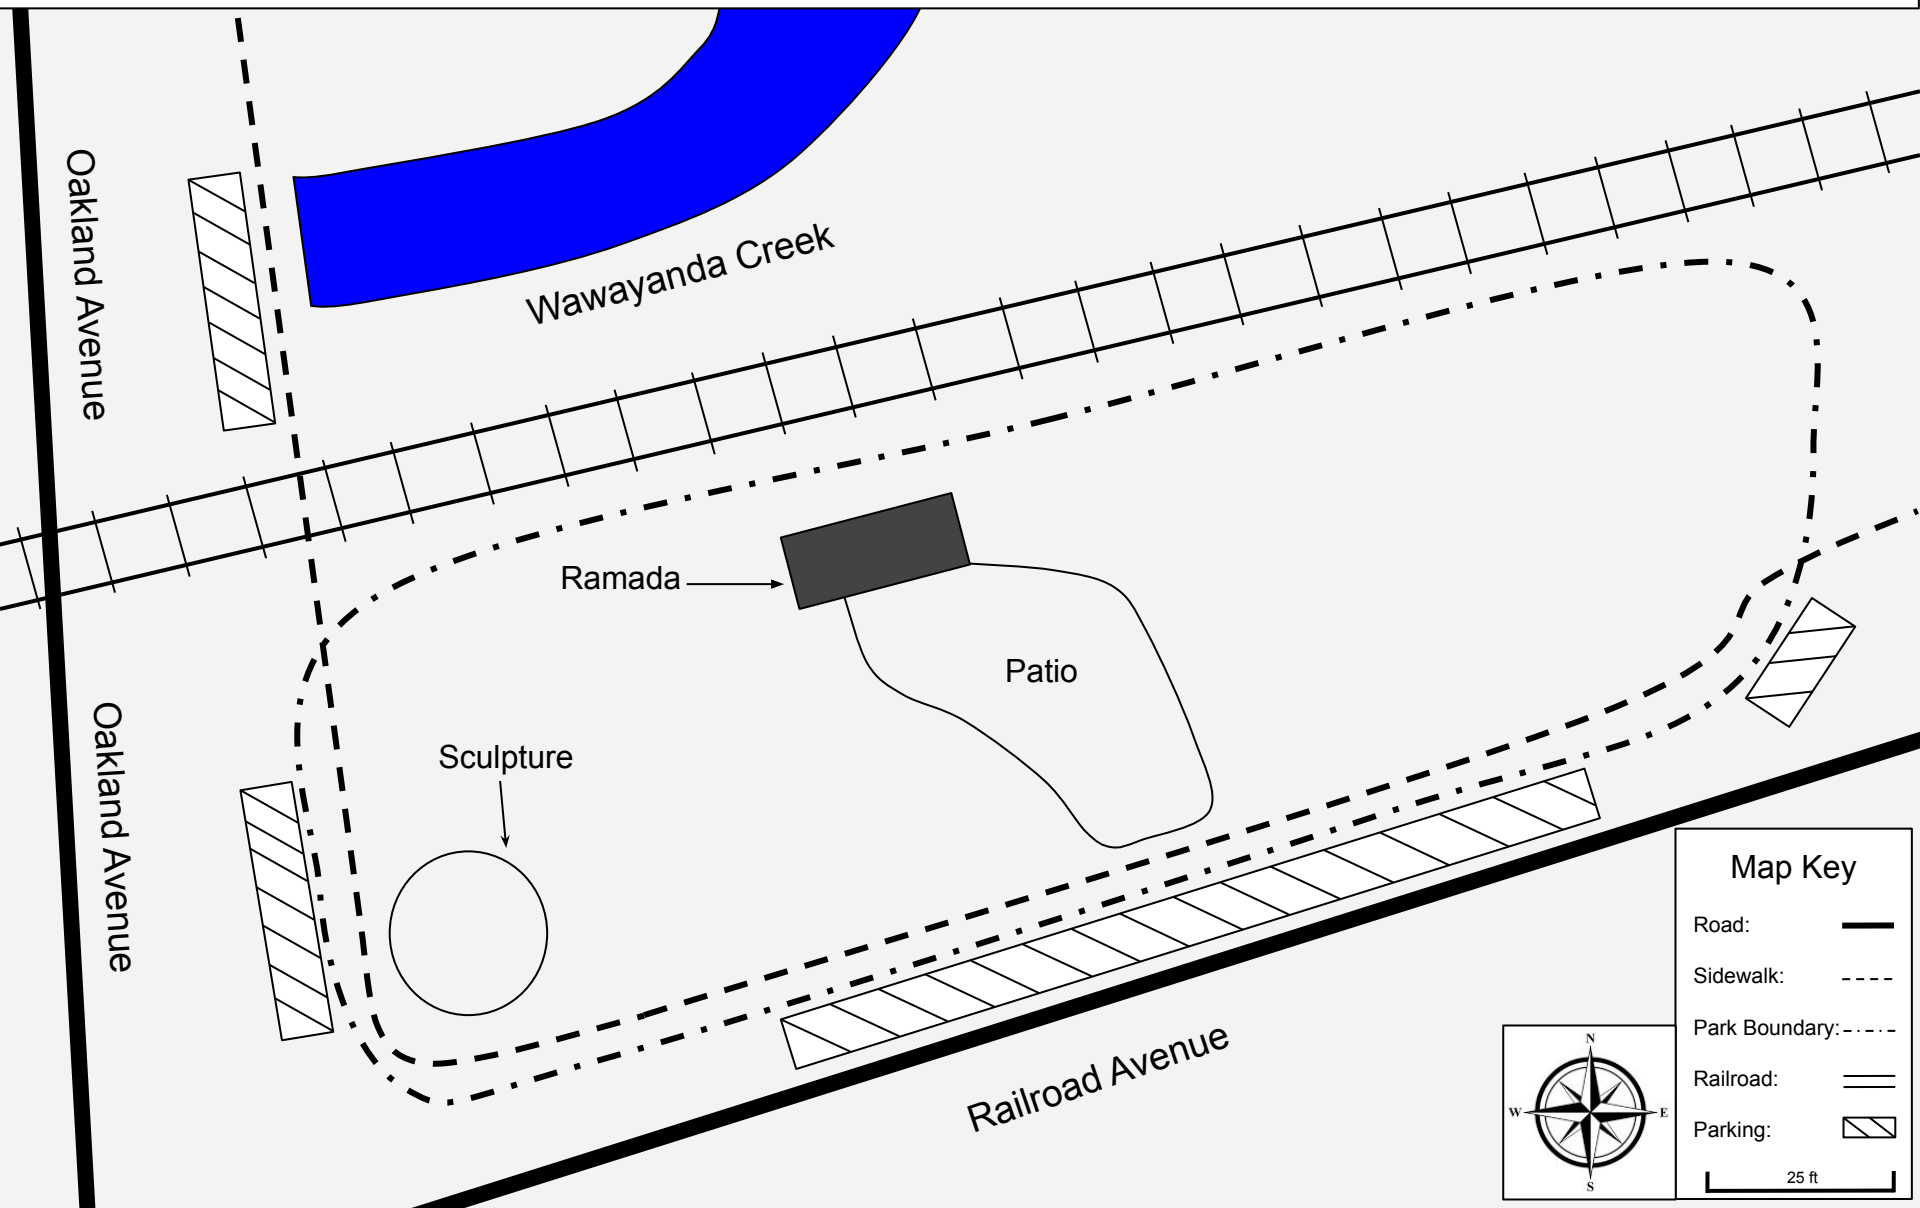 Oakland Avenue
Wawayanda Creek
Ramada
Patio
Sculpture
Oakland Avenue
Railroad Avenue
Map Key
Road:
Sidewalk:
Park Boundary:
Railroad:
Parking:
25 ft
N
W
E
S